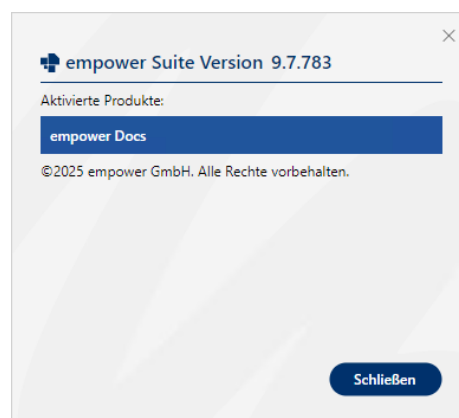 empower Suite Version 9.7.783
Aktivierte Produkte:
empower Docs
©2025 empower GmbH. Alle Rechte vorbehalten.
Schließen